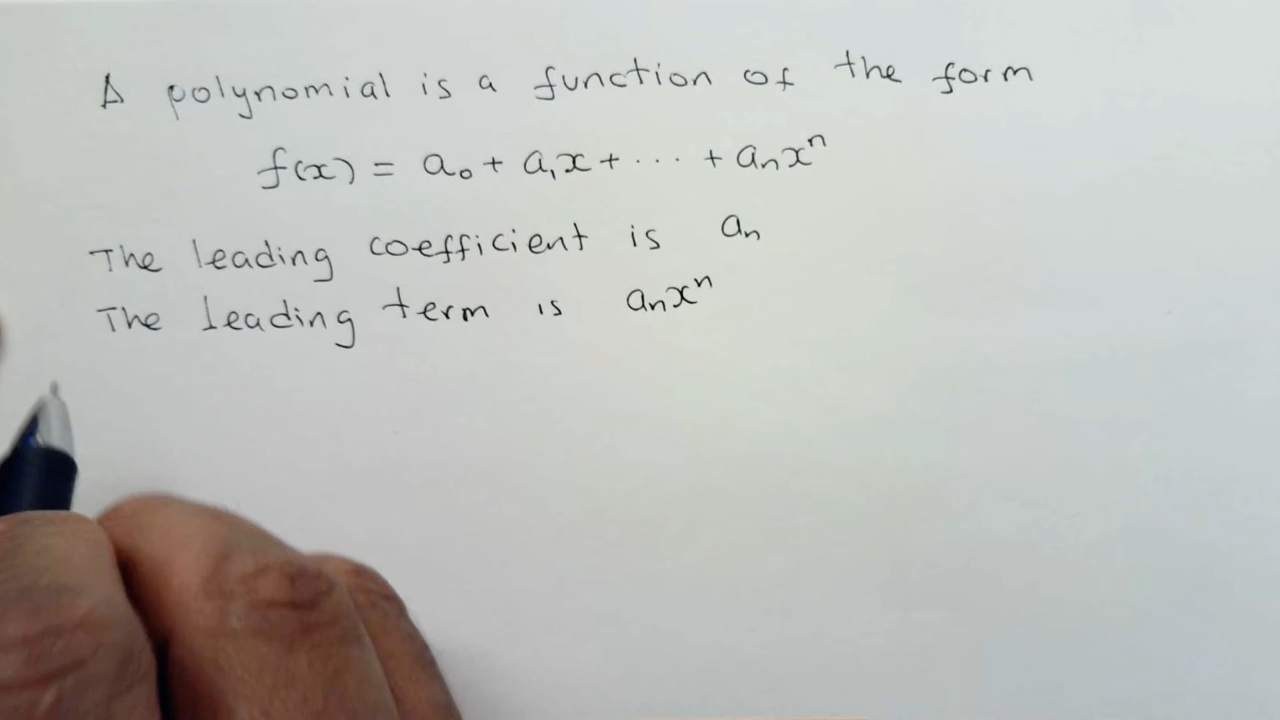 A polynomial is a function of the form
f(x) = a₀ + a₁x + ... + aₙxⁿ
The leading coefficient is aₙ
The leading term is aₙxⁿ